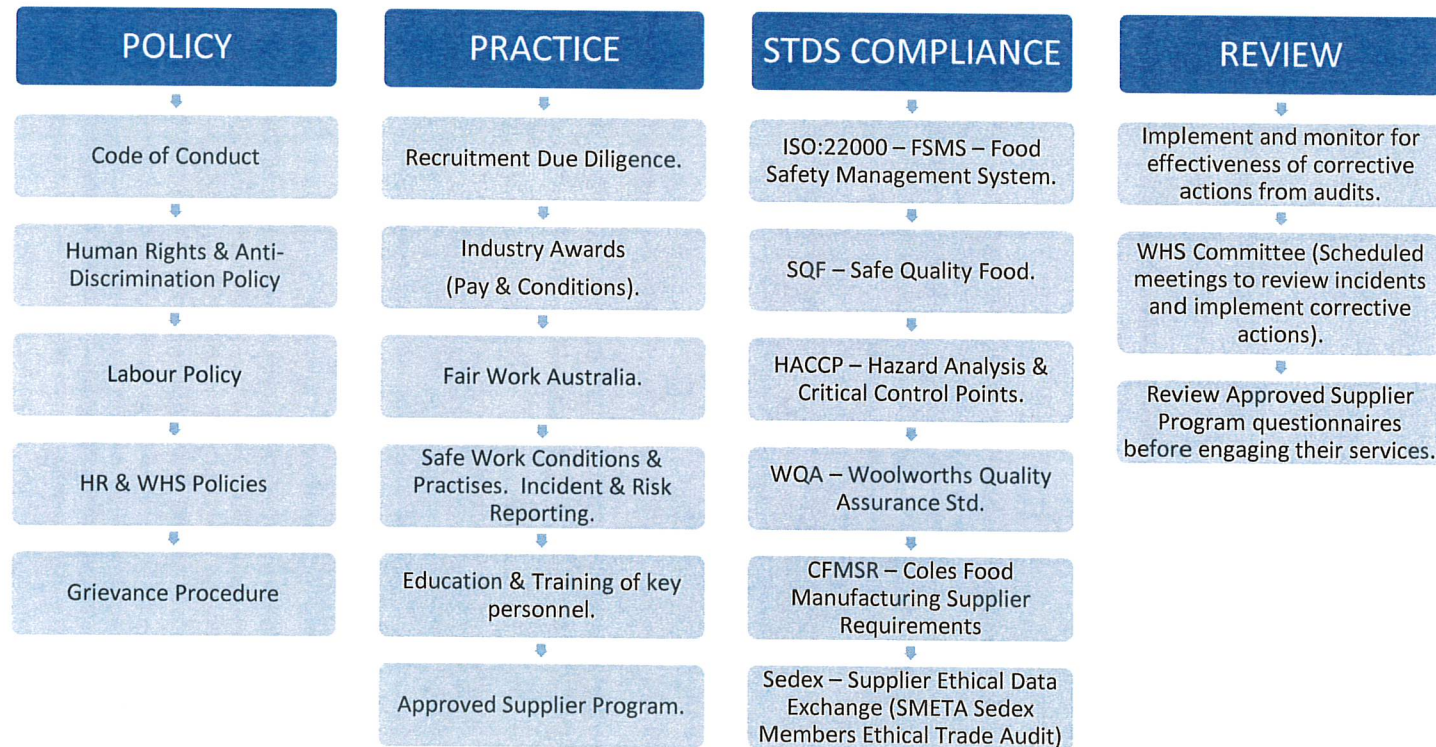 POLICY
Code of Conduct
Human Rights & Anti-
Discrimination Policy
Labour Policy
HR & WHS Policies
Grievance Procedure
PRACTICE
Recruitment Due Diligence.
Industry Awards
(Pay & Conditions).
Fair Work Australia.
Safe Work Conditions &
Practises. Incident & Risk
Reporting.
Education & Training of key
personnel.
Approved Supplier Program.
STDS COMPLIANCE
ISO:22000 – FSMS – Food
Safety Management System.
SQF – Safe Quality Food.
HACCP – Hazard Analysis &
Critical Control Points.
WQA – Woolworths Quality
Assurance Std.
CFMSR – Coles Food
Manufacturing Supplier
Requirements
Sedex – Supplier Ethical Data
Exchange (SMETA Sedex
Members Ethical Trade Audit)
REVIEW
Implement and monitor for
effectiveness of corrective
actions from audits.
WHS Committee (Scheduled
meetings to review incidents
and implement corrective
actions).
Review Approved Supplier
Program questionnaires
before engaging their services.